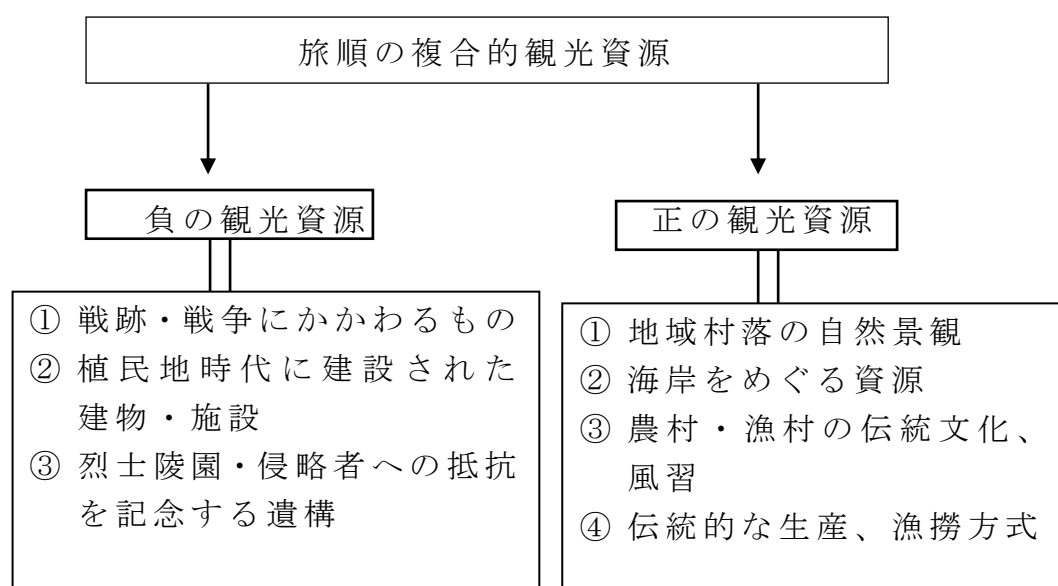 旅順の複合的観光資源
負の観光資源
① 戦跡・戦争にかかわるもの
② 植民地時代に建設された
建物・施設
③ 烈士陵園・侵略者への抵抗
を記念する遺構
正の観光資源
① 地域村落の自然景観
② 海岸をめぐる資源
③ 農村・漁村の伝統文化、
風習
④ 伝統的な生産、漁撈方式